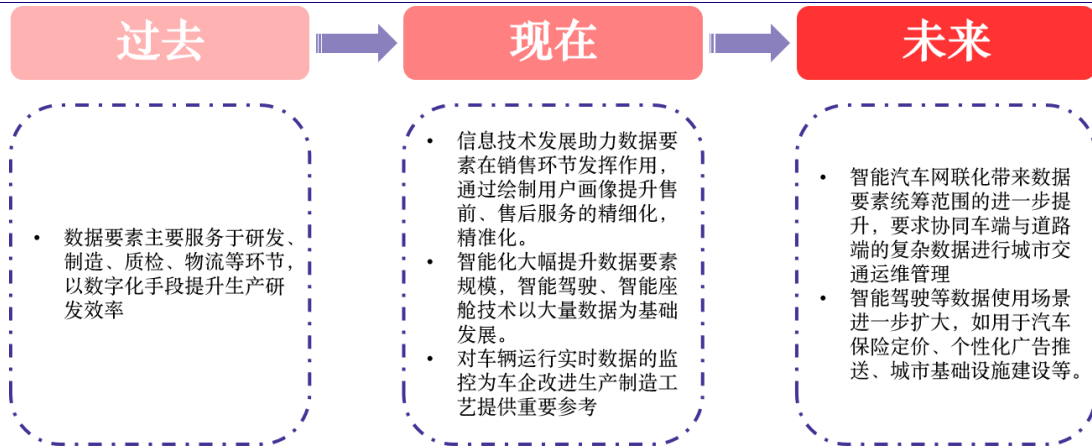 过去
现在
未来
• 数据要素主要服务于研发、
制造、质检、物流等环节,
以数字化手段提升生产研
发效率
• 信息技术发展助力数据要
素在销售环节发挥作用,
通过绘制用户画像提升售
前、售后服务的精细化,
精准化。
• 智能化大幅提升数据要素
规模,智能驾驶、智能座
舱技术以大量数据为基础
发展。
• 对车辆运行实时数据的监
控为车企改进生产制造工
艺提供重要参考
• 智能汽车网联化带来数据
要素统筹范围的进一步提
升,要求协同车端与道路
端的复杂数据进行城市交
通运维管理
• 智能驾驶等数据使用场景
进一步扩大,如用于汽车
保险定价、个性化广告推
送、城市基础设施建设等。